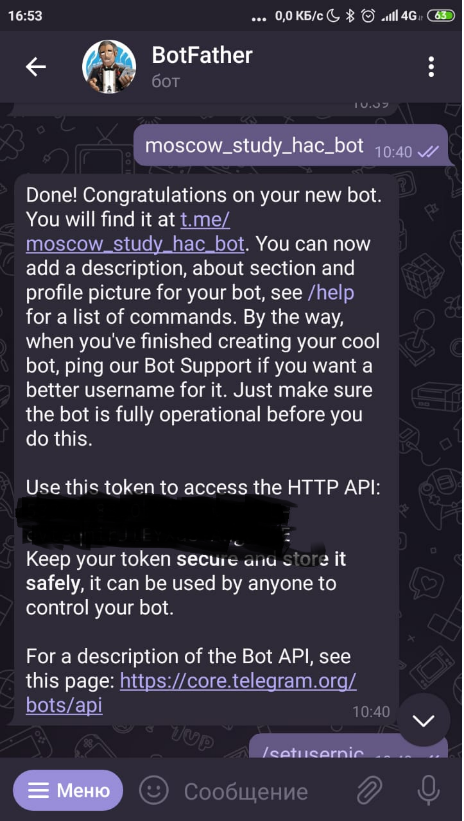 16:53
... 0,0 КБ/с 4G 63
BotFather
бот
10:39
moscow_study_hac_bot 10:40
Done! Congratulations on your new bot.
You will find it at t.me/
moscow_study_hac_bot. You can now
add a description, about section and
profile picture for your bot, see /help
for a list of commands. By the way,
when you've finished creating your cool
bot, ping our Bot Support if you want a
better username for it. Just make sure
the bot is fully operational before you
do this.
Use this token to access the HTTP API:
Keep your token secure and store it
safely, it can be used by anyone to
control your bot.
For a description of the Bot API, see
this page: https://core.telegram.org/
bots/api
10:40
/setuserpic
Меню
Сообщение